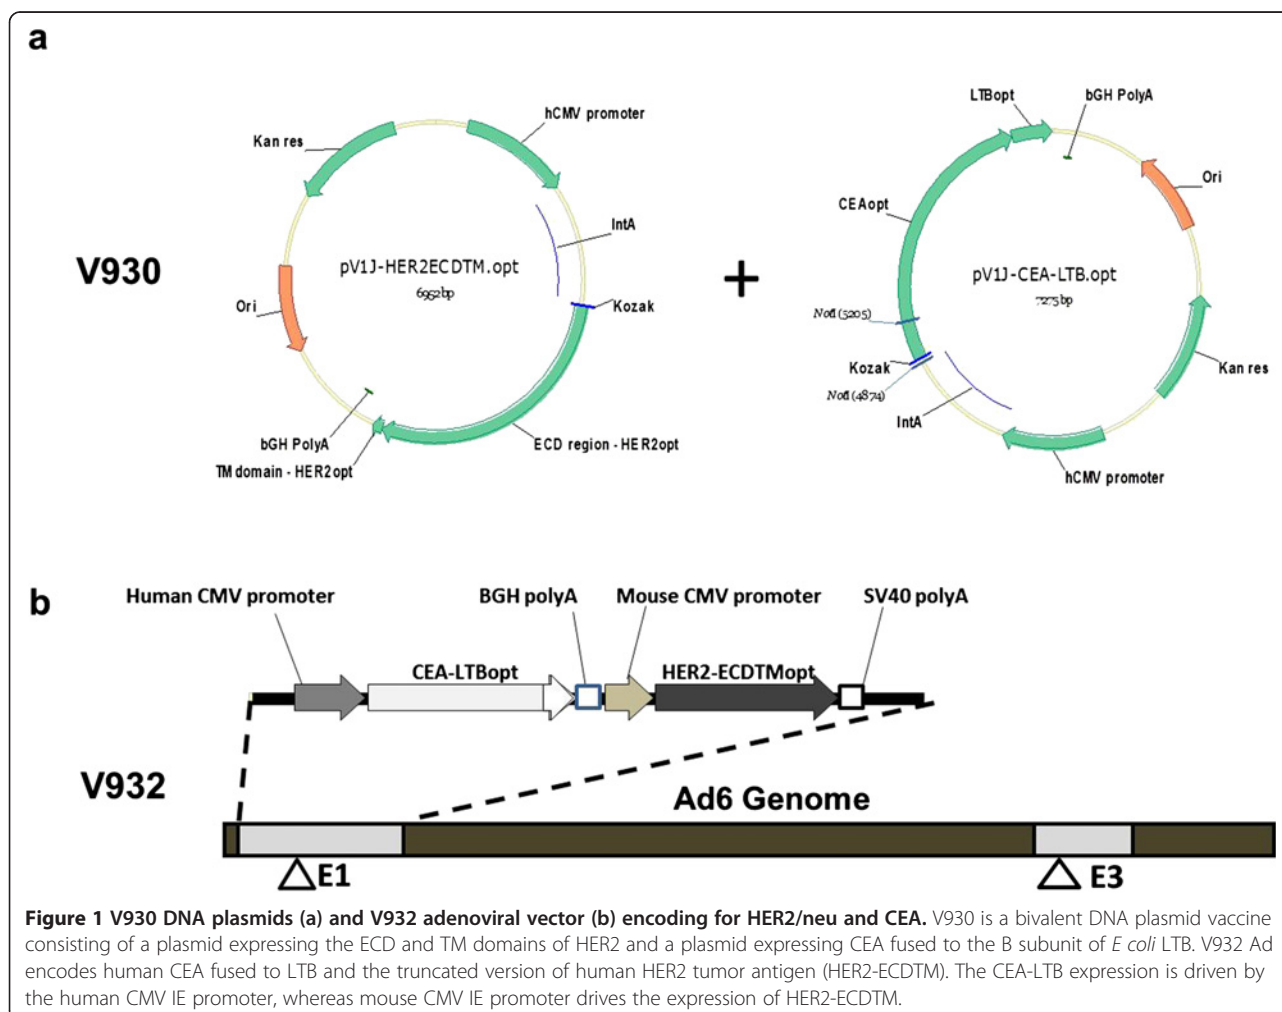 a
V930
hCMV promoter
Kan res
IntA
pV1J-HER2ECDTM.opt
6952bp
Ori
Kozak
bGH PolyA
TM domain - HER2opt
ECD region - HER2opt
+
LTBopt
bGH PolyA
Ori
CEAopt
pV1J-CEA-LTB.opt
7275bp
NotI (5205)
Kozak
NotI (4874)
IntA
Kan res
hCMV promoter
b
Human CMV promoter
BGH polyA
Mouse CMV promoter
SV40 polyA
CEA-LTBopt
HER2-ECDTMopt
V932
Ad6 Genome
△E1
△ E3
Figure 1 V930 DNA plasmids (a) and V932 adenoviral vector (b) encoding for HER2/neu and CEA. V930 is a bivalent DNA plasmid vaccine
consisting of a plasmid expressing the ECD and TM domains of HER2 and a plasmid expressing CEA fused to the B subunit of E coli LTB. V932 Ad
encodes human CEA fused to LTB and the truncated version of human HER2 tumor antigen (HER2-ECDTM). The CEA-LTB expression is driven by
the human CMV IE promoter, whereas mouse CMV IE promoter drives the expression of HER2-ECDTM.